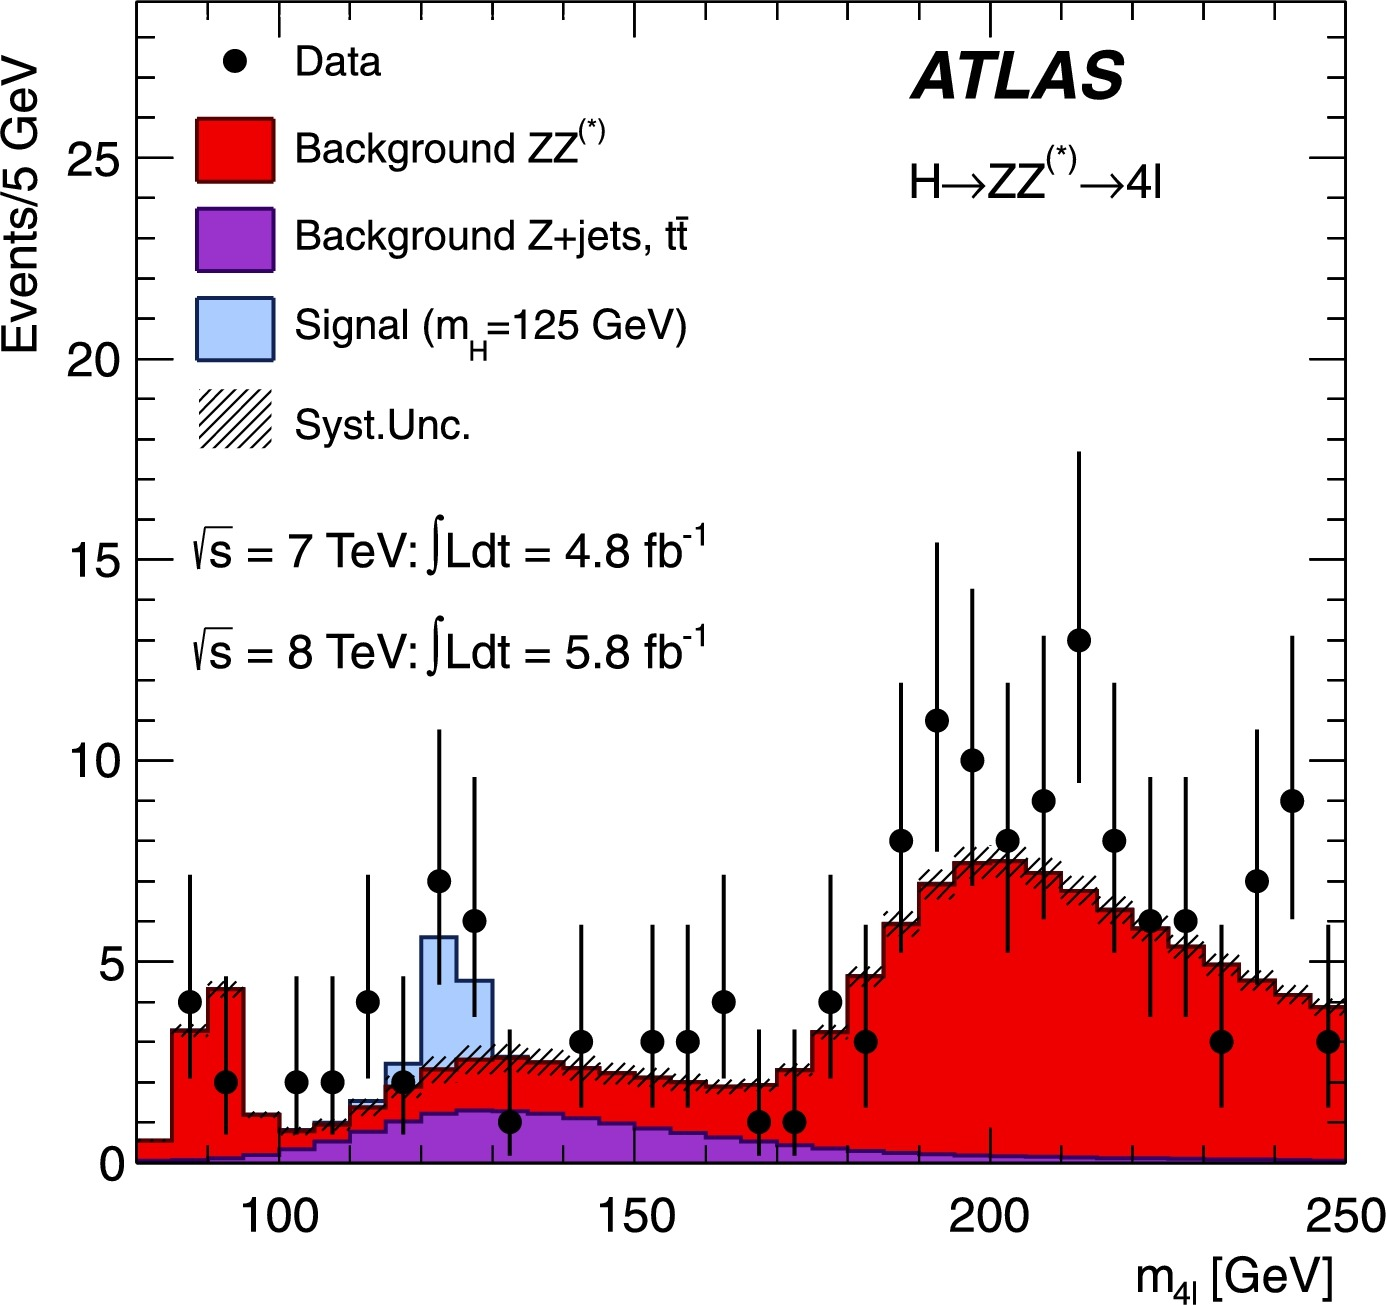 Events/5 GeV
Data
Background ZZ(*)
Background Z+jets, tt̄
Signal (mH=125 GeV)
Syst.Unc.
ATLAS
H→ZZ(*)→4l
√s = 7 TeV: ∫Ldt = 4.8 fb-1
√s = 8 TeV: ∫Ldt = 5.8 fb-1
25
20
15
10
5
0
100 150 200 250
m4l [GeV]